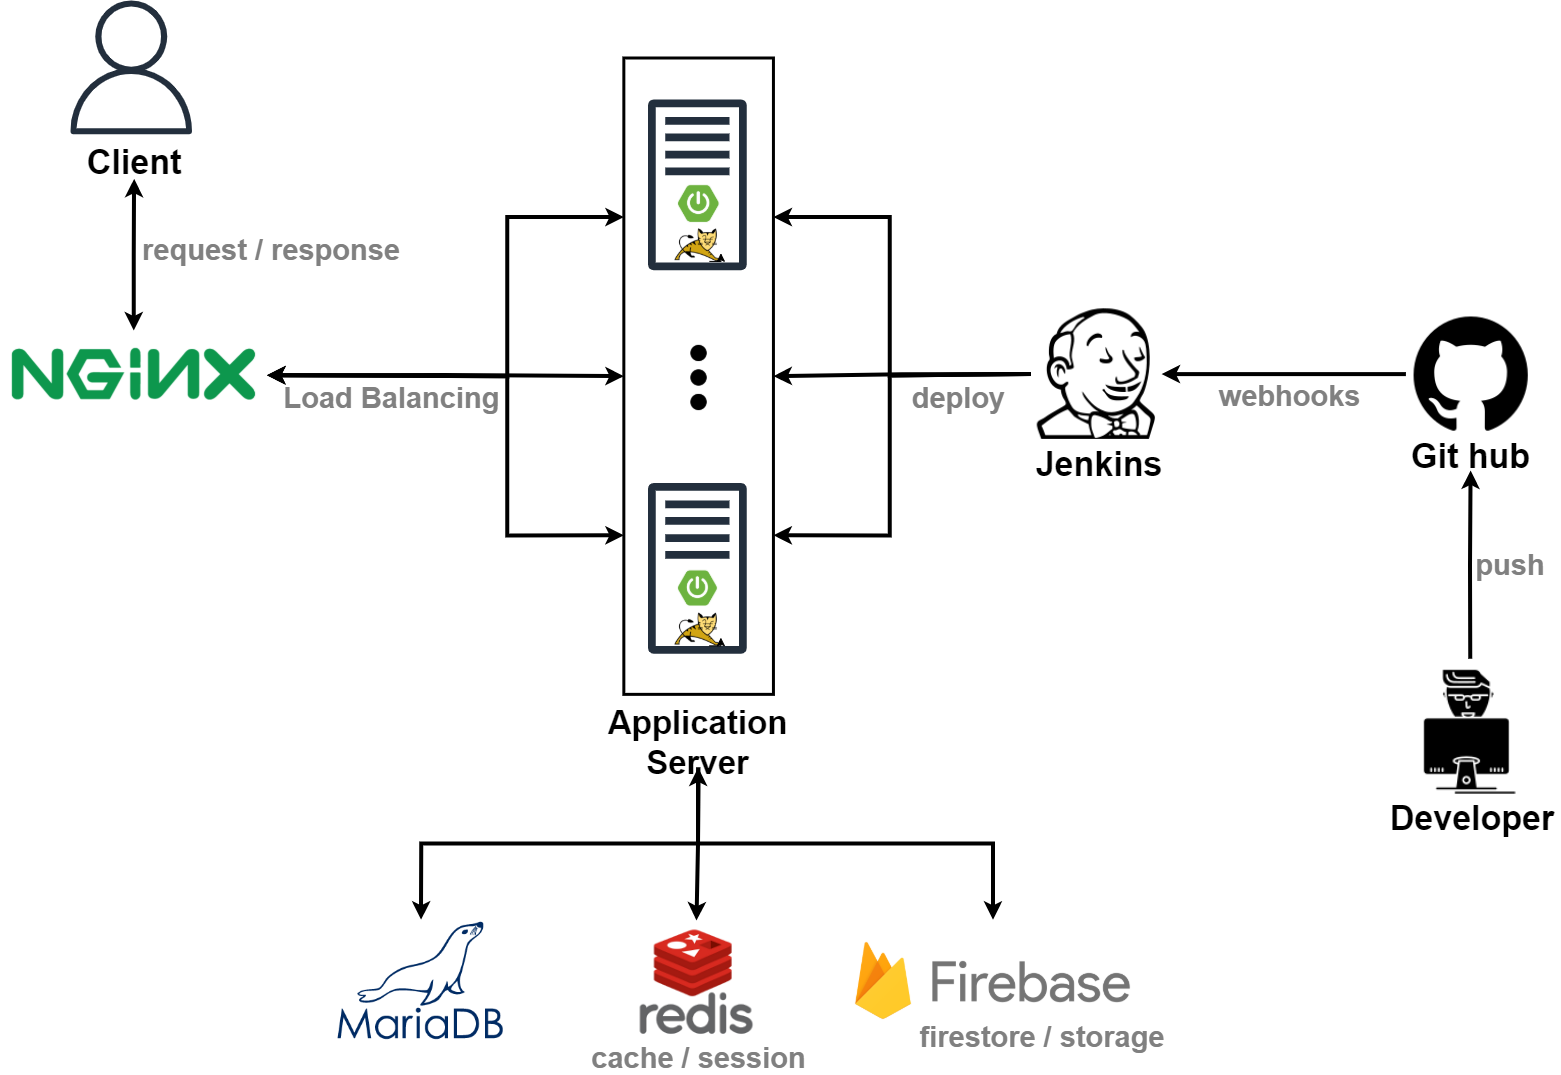 Client
request / response
NGINX
Load Balancing
deploy
webhooks
Jenkins
Git hub
push
Application
Server
Developer
MariaDB
redis
cache / session
Firebase
firestore / storage